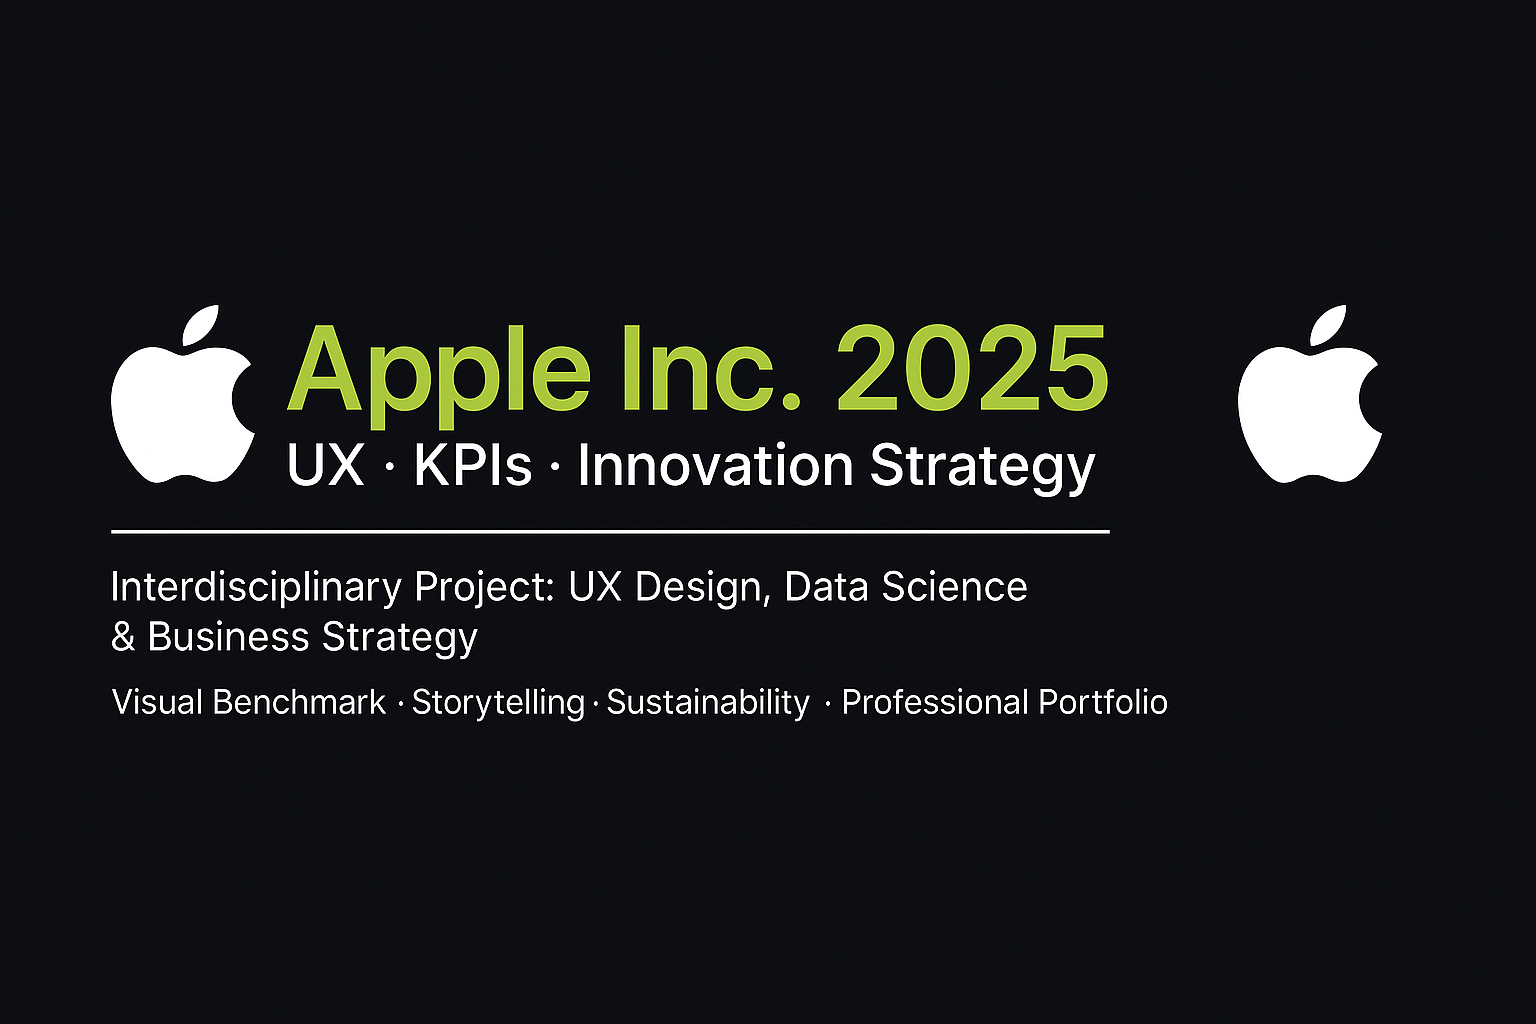 Apple Inc. 2025
UX · KPIs · Innovation Strategy
Interdisciplinary Project: UX Design, Data Science
& Business Strategy
Visual Benchmark · Storytelling · Sustainability · Professional Portfolio